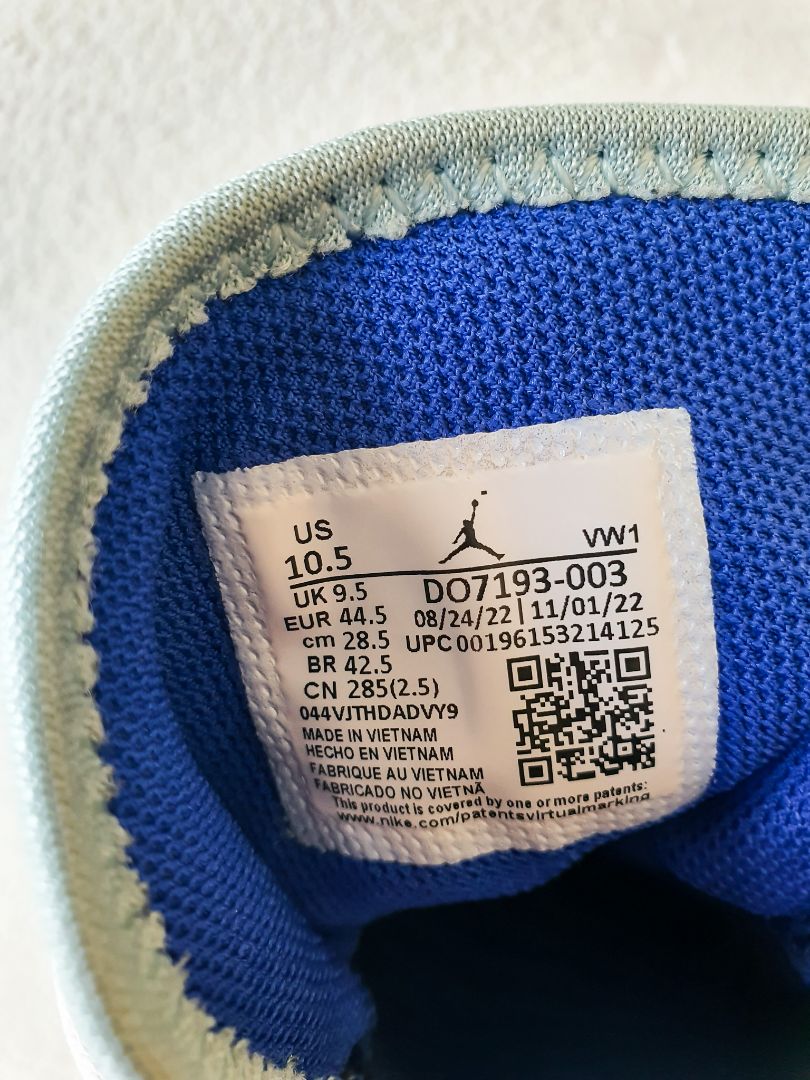 US
10.5
VW1
UK 9.5
DO7193-003
EUR 44.5
08/24/22 | 11/01/22
cm 28.5
UPC 00196153214125
BR 42.5
CN 285(2.5)
044VJTHDADVY9
MADE IN VIETNAM
HECHO EN VIETNAM
FABRIQUE AU VIETNAM
FABRICADO NO VIETNÃ
This product is covered by one or more patents:
www.nike.com/patentsvirtualmarking